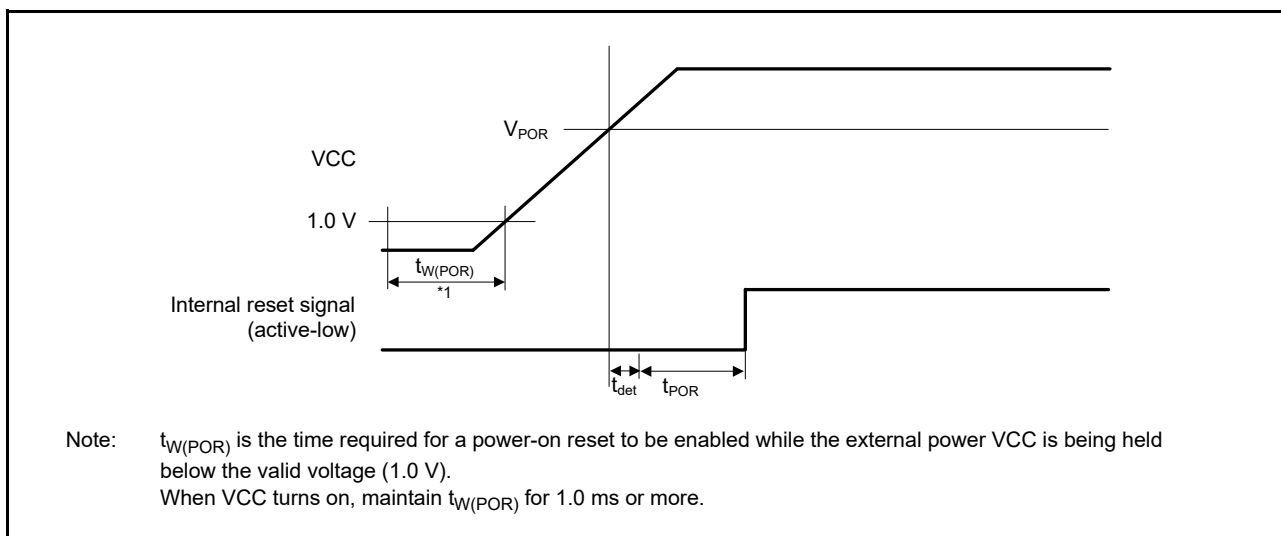 VPOR
VCC
1.0 V
tW(POR)
*1
Internal reset signal
(active-low)
tdet
tPOR
Note: tW(POR) is the time required for a power-on reset to be enabled while the external power VCC is being held
below the valid voltage (1.0 V).
When VCC turns on, maintain tW(POR) for 1.0 ms or more.